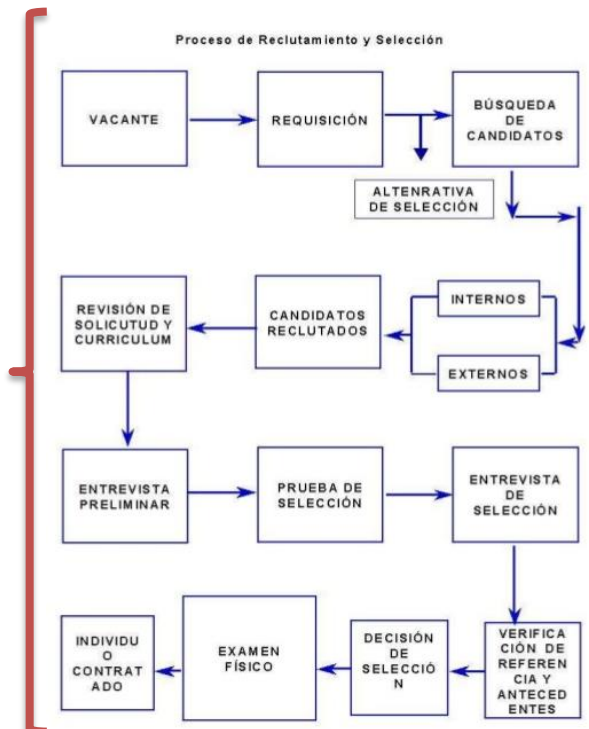 Proceso de Reclutamiento y Selección
VACANTE
REQUISICIÓN
BÚSQUEDA
DE
CANDIDATOS
ALTENRATIVA
DE SELECCIÓN
INTERNOS
EXTERNOS
CANDIDATOS
RECLUTADOS
REVISIÓN DE
SOLICUTUD Y
CURRICULUM
ENTREVISTA
PRELIMINAR
PRUEBA DE
SELECCIÓN
ENTREVISTA
DE
SELECCIÓN
VERIFICA
CIÓN DE
REFEREN
CIA Y
ANTECED
ENTES
DECISIÓN
DE
SELECCIÓ
N
EXAMEN
FÍSICO
INDIVIDU
O
CONTRAT
ADO